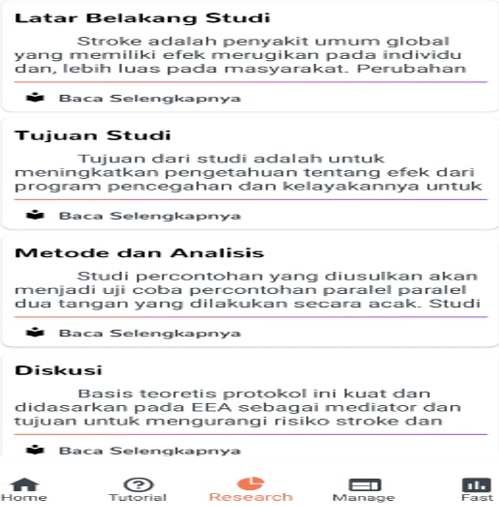 Latar Belakang Studi
Stroke adalah penyakit umum global
yang memiliki efek merugikan pada individu
dan, lebih luas pada masyarakat. Perubahan
Baca Selengkapnya
Tujuan Studi
Tujuan dari studi adalah untuk
meningkatkan pengetahuan tentang efek dari
program pencegahan dan kelayakannya untuk
Baca Selengkapnya
Metode dan Analisis
Studi percontohan yang diusulkan akan
menjadi uji coba percontohan paralel paralel
dua tangan yang dilakukan secara acak. Studi
Baca Selengkapnya
Diskusi
Basis teoretis protokol ini kuat dan
didasarkan pada EEA sebagai mediator dan
tujuan untuk mengurangi risiko stroke dan
Baca Selengkapnya
Home Tutorial Research Manage Fast